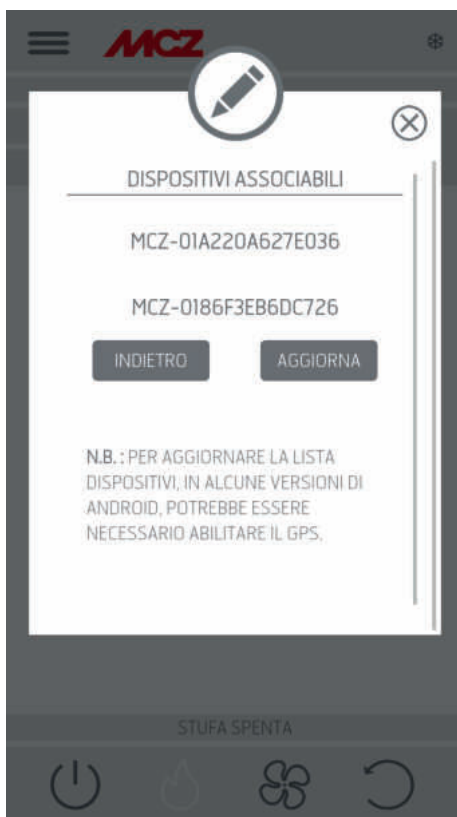 MCZ
DISPOSITIVI ASSOCIABILI
MCZ-01A220A627E036
MCZ-0186F3EB6DC726
INDIETRO AGGIORNA
N.B. : PER AGGIORNARE LA LISTA
DISPOSITIVI, IN ALCUNE VERSIONI DI
ANDROID, POTREBBE ESSERE
NECESSARIO ABILITARE IL GPS.
STUFA SPENTA